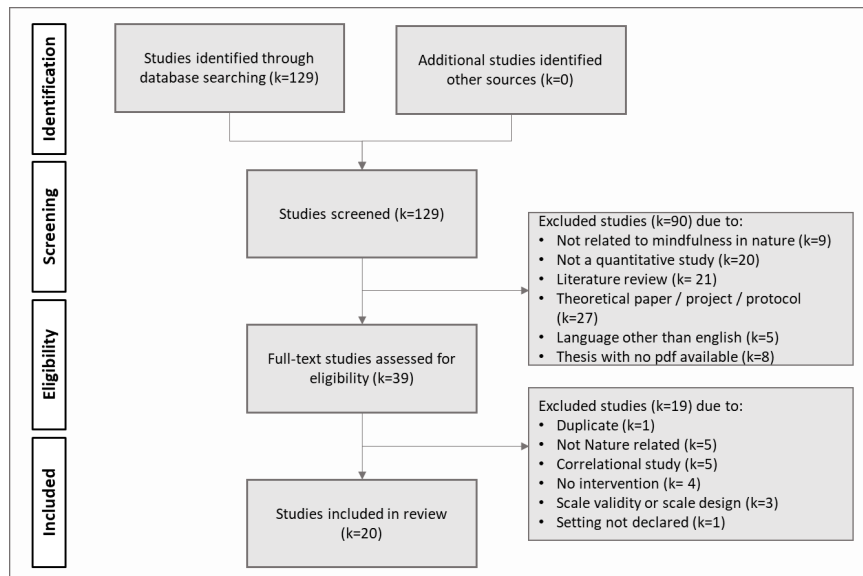 Identification
Studies identified through
database searching (k=129)
Additional studies identified
other sources (k=0)
Screening
Studies screened (k=129)
Excluded studies (k=90) due to:
• Not related to mindfulness in nature (k=9)
• Not a quantitative study (k=20)
• Literature review (k= 21)
• Theoretical paper / project / protocol
(k=27)
• Language other than english (k=5)
• Thesis with no pdf available (k=8)
Eligibility
Full-text studies assessed for
eligibility (k=39)
Excluded studies (k=19) due to:
• Duplicate (k=1)
• Not Nature related (k=5)
• Correlational study (k=5)
• No intervention (k= 4)
• Scale validity or scale design (k=3)
• Setting not declared (k=1)
Included
Studies included in review
(k=20)